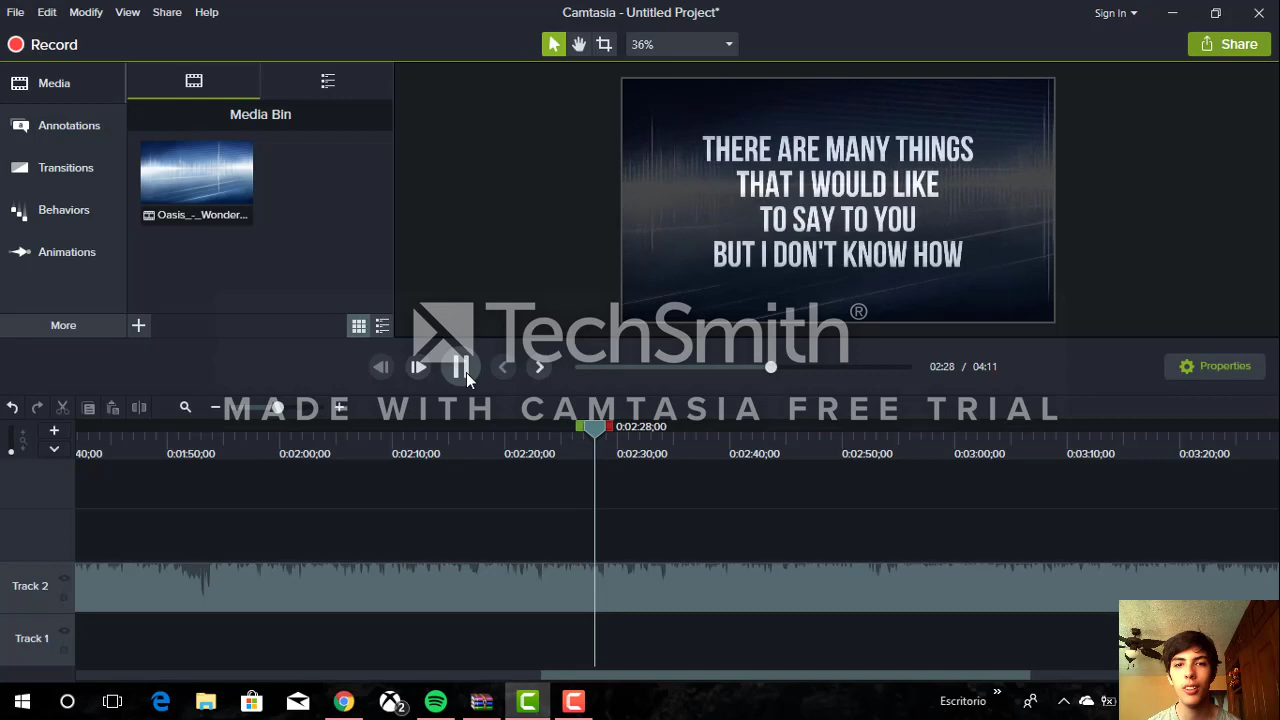 File Edit Modify View Share Help
Camtasia - Untitled Project*
Sign In
Record
36%
Share
Media
Annotations
Transitions
Behaviors
Animations
More
Media Bin
Oasis_-_Wonder...
THERE ARE MANY THINGS
THAT I WOULD LIKE
TO SAY TO YOU
BUT I DON'T KNOW HOW
TechSmith®
02:28 / 04:11
Properties
MADE WITH CAMTASIA FREE TRIAL
0:02:28;00
40;00 0:01:50;00 0:02:00;00 0:02:10;00 0:02:20;00 0:02:30;00 0:02:40;00 0:02:50;00 0:03:00;00 0:03:10;00 0:03:20;00
Track 2
Track 1
2
Escritorio